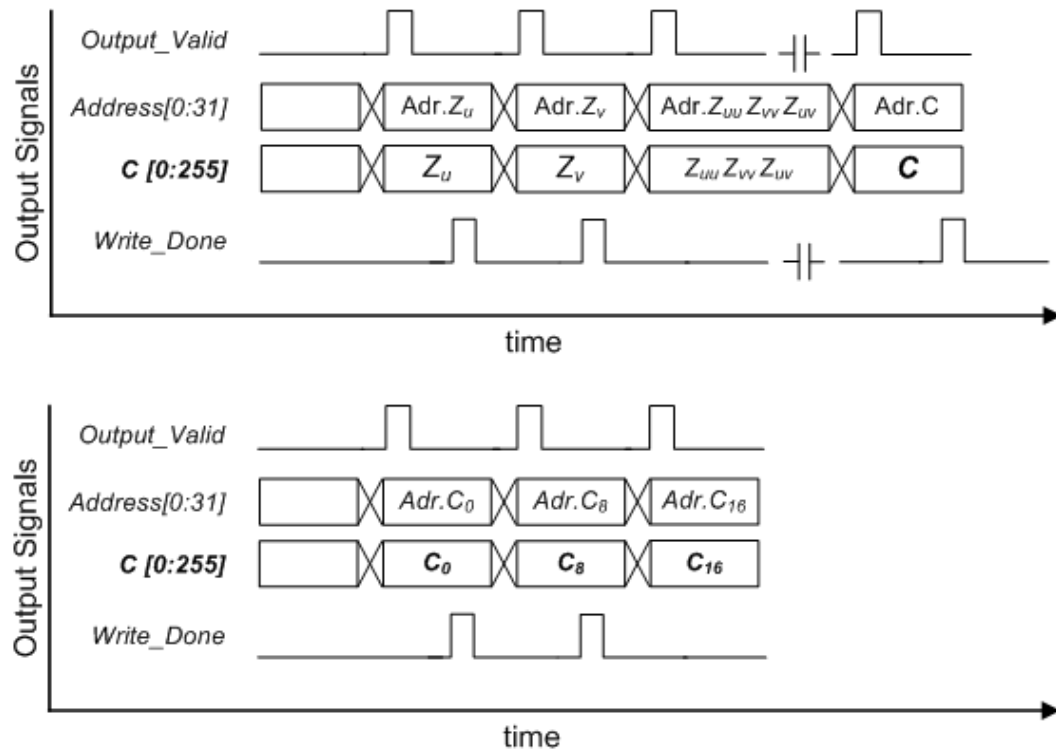 Output Signals
Output_Valid
Address[0:31] Adr.Zu Adr.Zv Adr.Zuu Zvv Zuv Adr.C
C [0:255] Zu Zv Zuu Zvv Zuv C
Write_Done
time
Output Signals
Output_Valid
Address[0:31] Adr.C0 Adr.C8 Adr.C16
C [0:255] C0 C8 C16
Write_Done
time